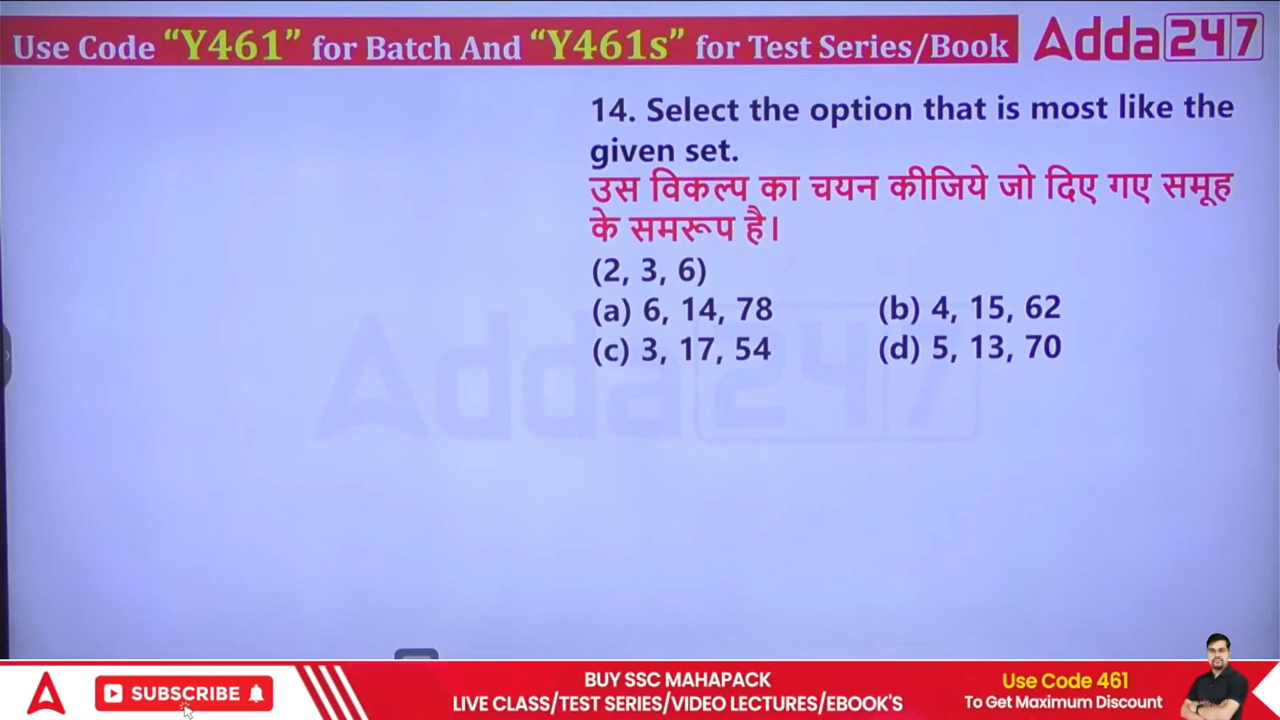 Use Code “Y461” for Batch And “Y461s” for Test Series/Book
Adda247
14. Select the option that is most like the
given set.
उस विकल्प का चयन कीजिये जो दिए गए समूह
के समरूप है।
(2, 3, 6)
(a) 6, 14, 78 (b) 4, 15, 62
(c) 3, 17, 54 (d) 5, 13, 70
Adda247
SUBSCRIBE
BUY SSC MAHAPACK
LIVE CLASS/TEST SERIES/VIDEO LECTURES/EBOOK'S
Use Code 461
To Get Maximum Discount